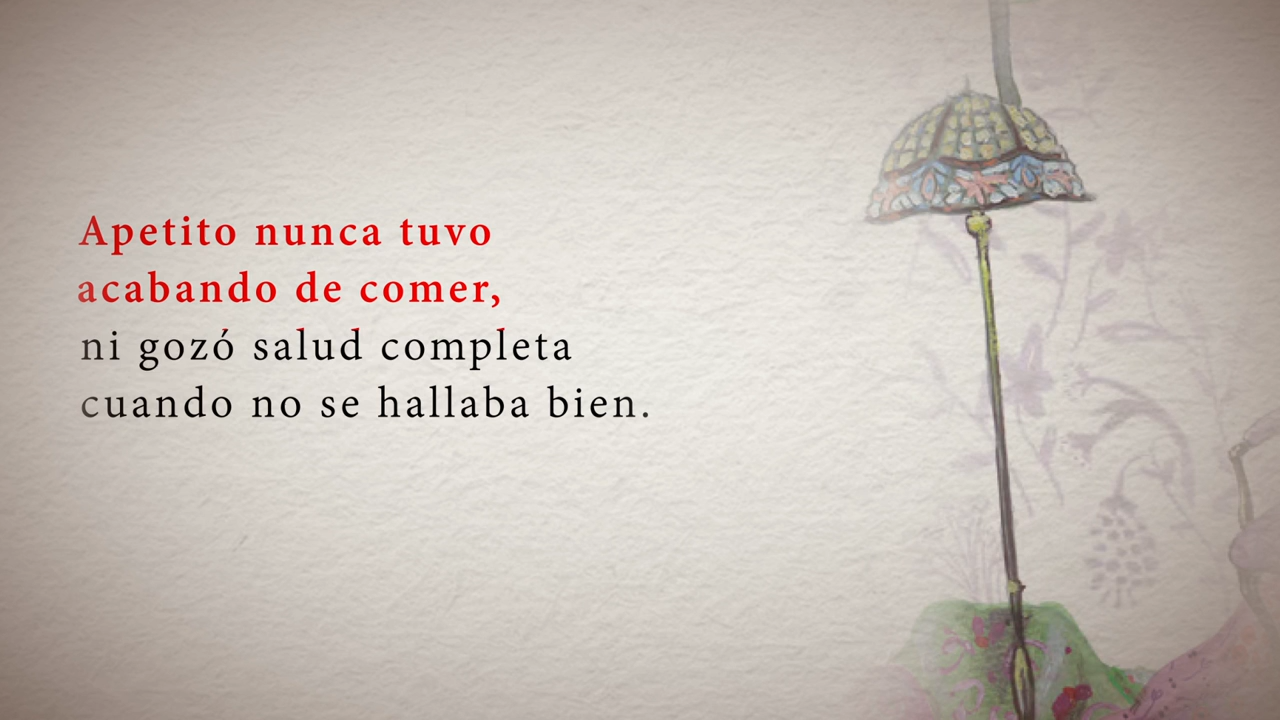 Apetito nunca tuvo
acabando de comer,
ni gozó salud completa
cuando no se hallaba bien.